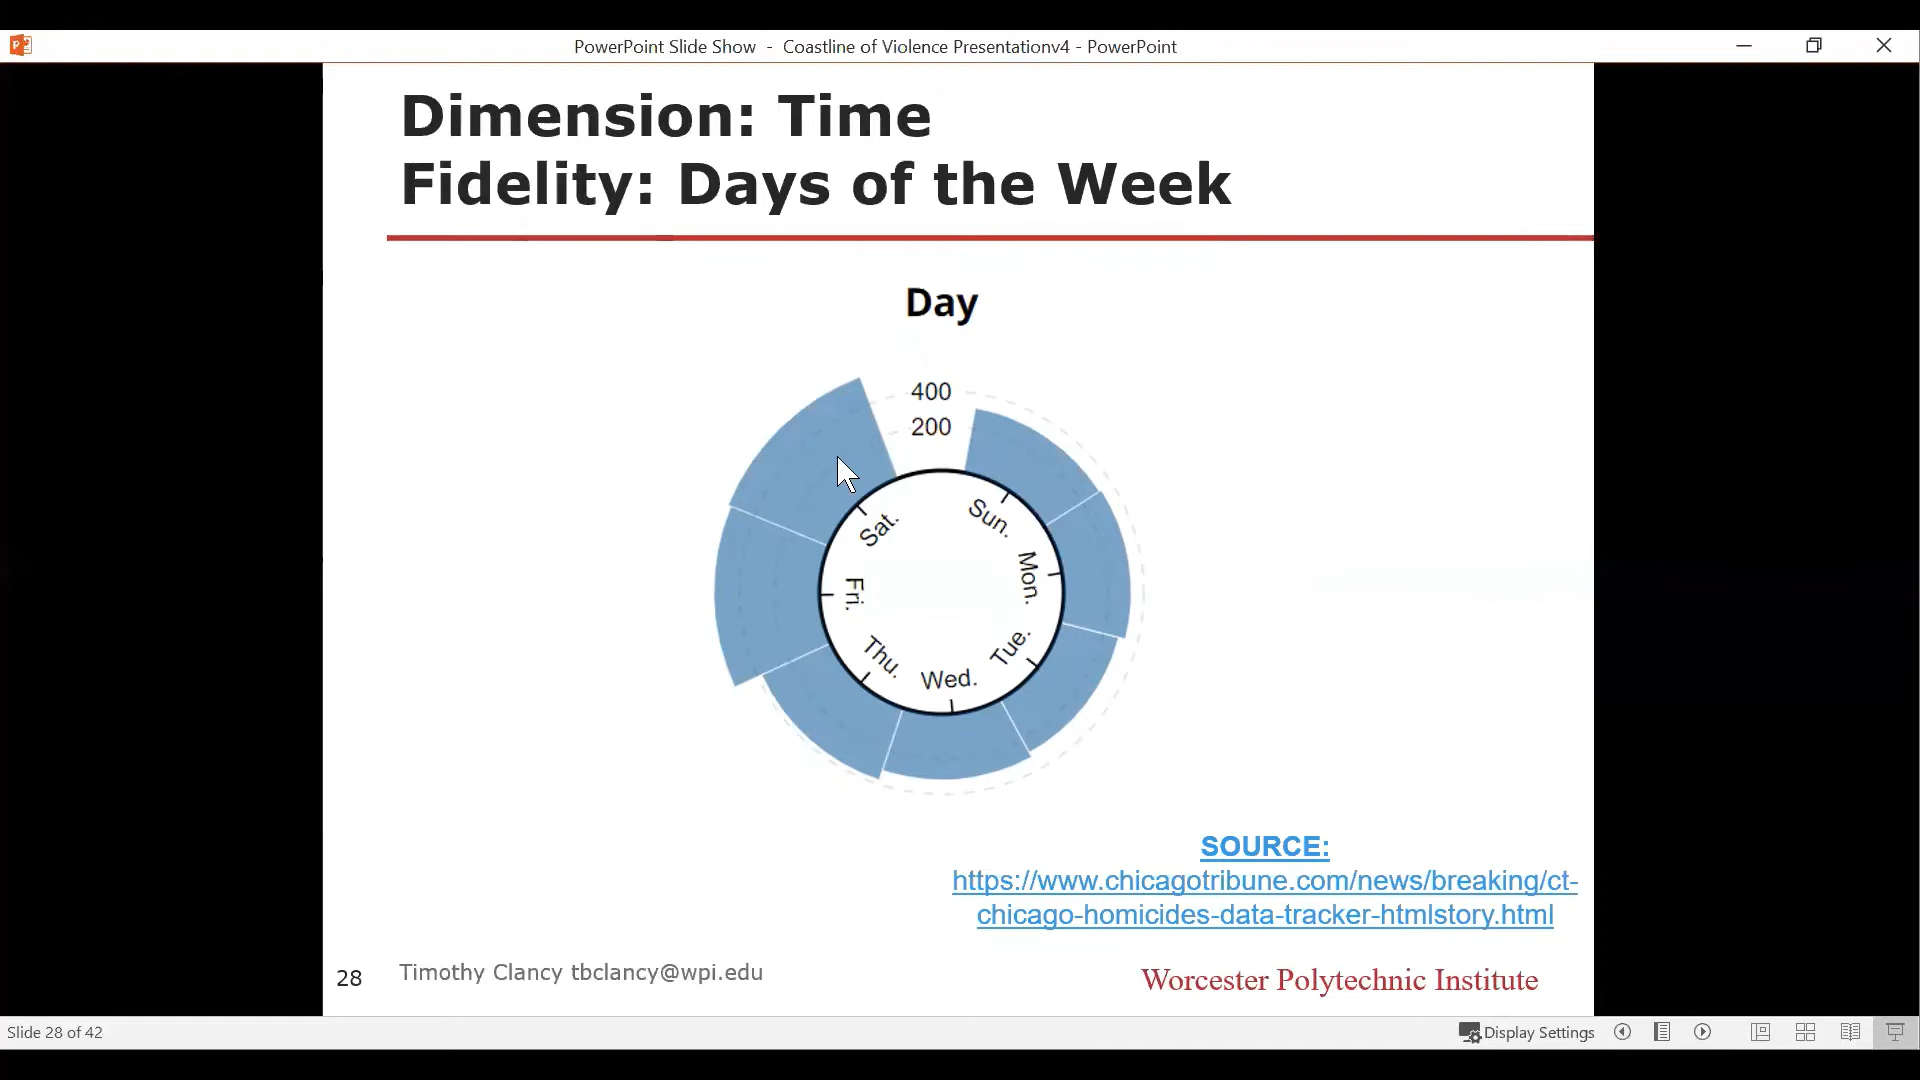 PowerPoint Slide Show - Coastline of Violence Presentationv4 - PowerPoint
Dimension: Time
Fidelity: Days of the Week
Day
400
200
Sun.
Mon.
Tue.
Wed.
Thu.
Fri.
Sat.
SOURCE:
https://www.chicagotribune.com/news/breaking/ct-
chicago-homicides-data-tracker-htmlstory.html
28
Timothy Clancy tbclancy@wpi.edu
Worcester Polytechnic Institute
Slide 28 of 42
Display Settings